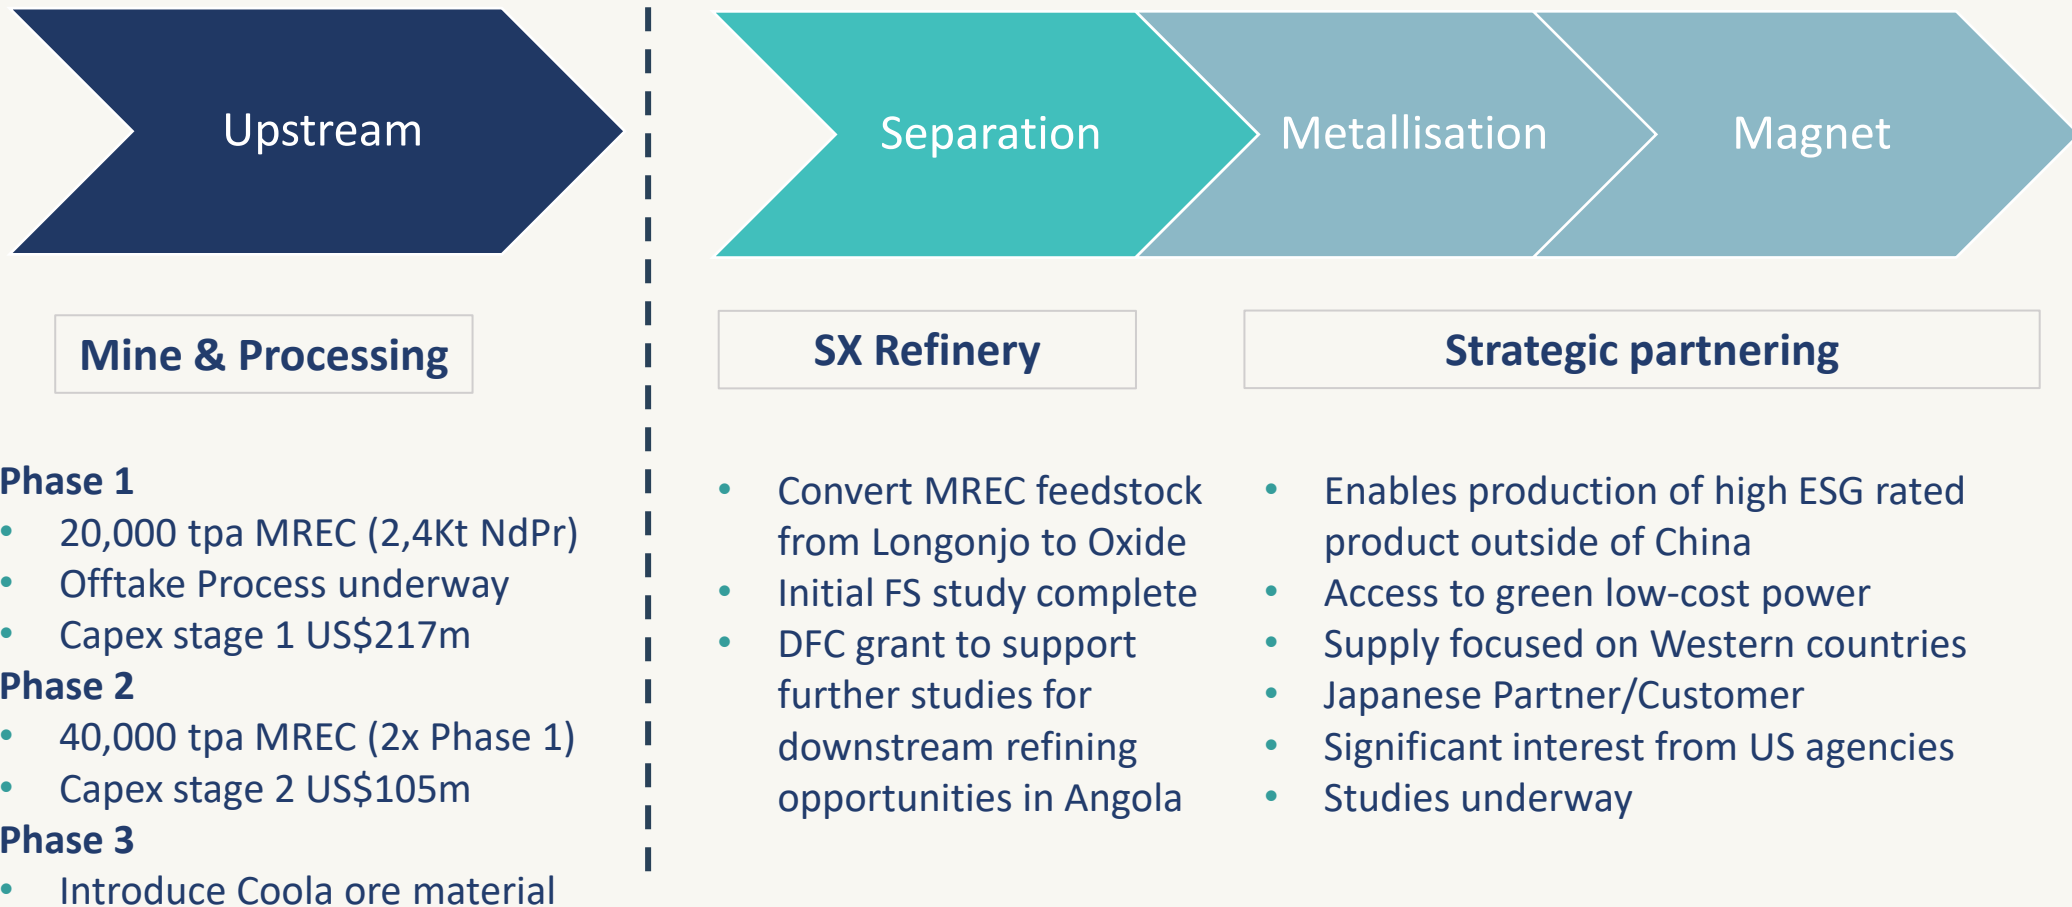 Upstream
Separation
Metallisation
Magnet
Mine & Processing
Phase 1
• 20,000 tpa MREC (2,4Kt NdPr)
• Offtake Process underway
• Capex stage 1 US$217m
Phase 2
• 40,000 tpa MREC (2x Phase 1)
• Capex stage 2 US$105m
Phase 3
• Introduce Coola ore material
SX Refinery
• Convert MREC feedstock
from Longonjo to Oxide
• Initial FS study complete
• DFC grant to support
further studies for
downstream refining
opportunities in Angola
Strategic partnering
• Enables production of high ESG rated
product outside of China
• Access to green low-cost power
• Supply focused on Western countries
• Japanese Partner/Customer
• Significant interest from US agencies
• Studies underway